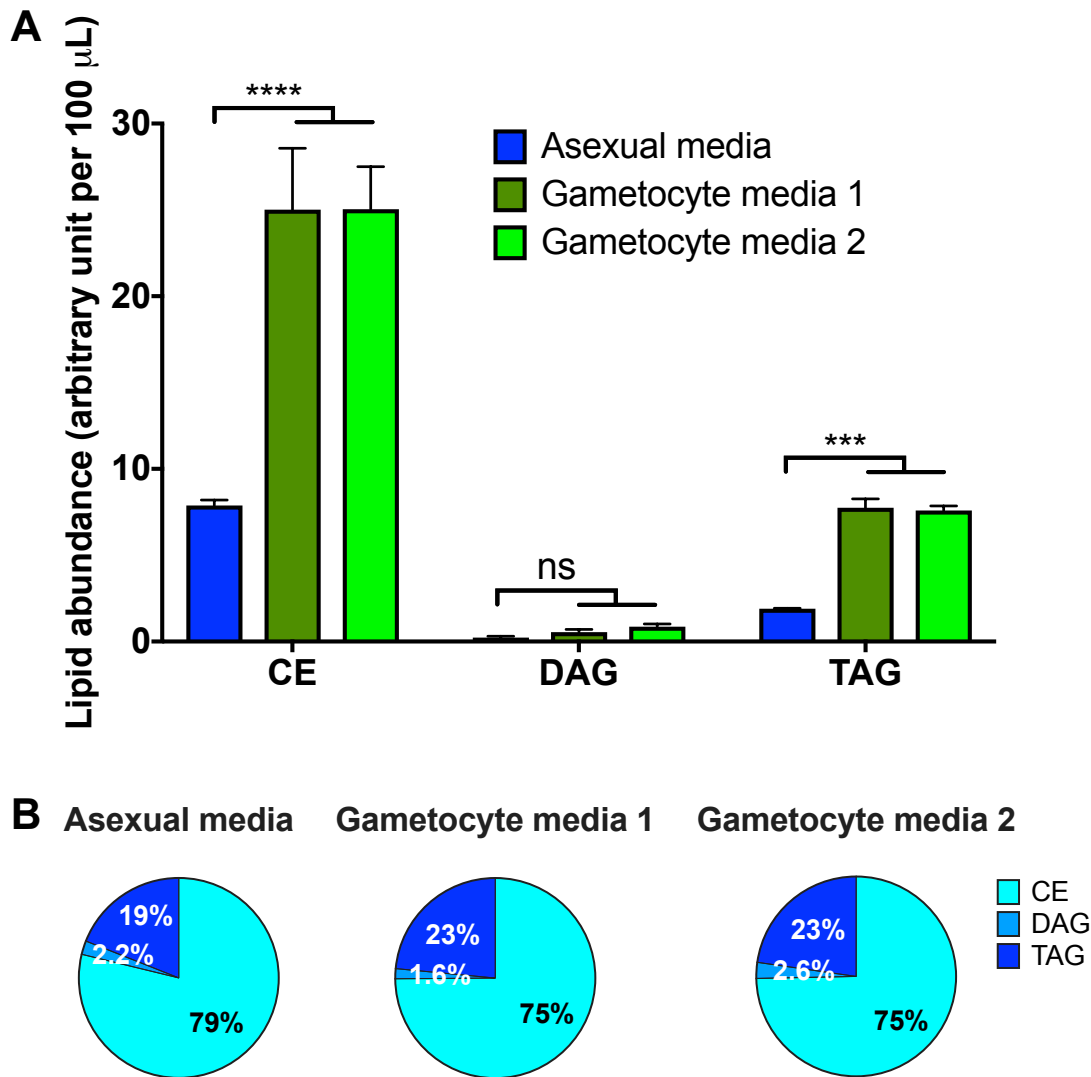 A
Lipid abundance (arbitrary unit per 100 μL)
30
20
10
0
****
ns
***
Asexual media
Gametocyte media 1
Gametocyte media 2
CE
DAG
TAG
B
Asexual media
Gametocyte media 1
Gametocyte media 2
19%
2.2%
79%
23%
1.6%
75%
23%
2.6%
75%
CE
DAG
TAG